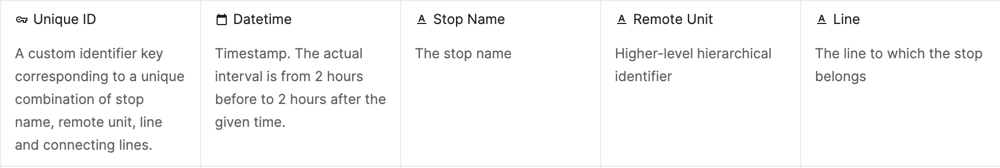 Unique ID
A custom identifier key
corresponding to a unique
combination of stop
name, remote unit, line
and connecting lines.
Datetime
Timestamp. The actual
interval is from 2 hours
before to 2 hours after the
given time.
Stop Name
The stop name
Remote Unit
Higher-level hierarchical
identifier
Line
The line to which the stop
belongs